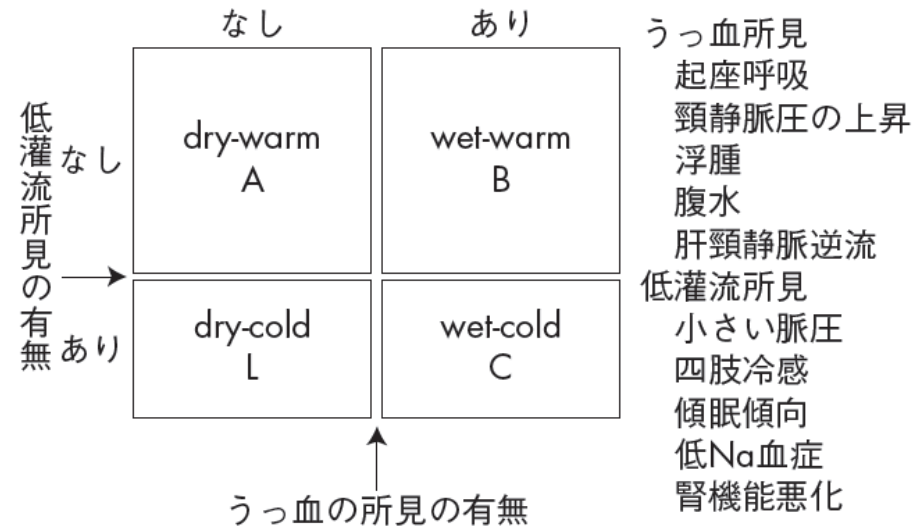 なし
あり
低灌流所見の有無
なし
あり
dry-warm
A
wet-warm
B
dry-cold
L
wet-cold
C
うっ血の所見の有無
うっ血所見
起座呼吸
頸静脈圧の上昇
浮腫
腹水
肝頸静脈逆流
低灌流所見
小さい脈圧
四肢冷感
傾眠傾向
低Na血症
腎機能悪化